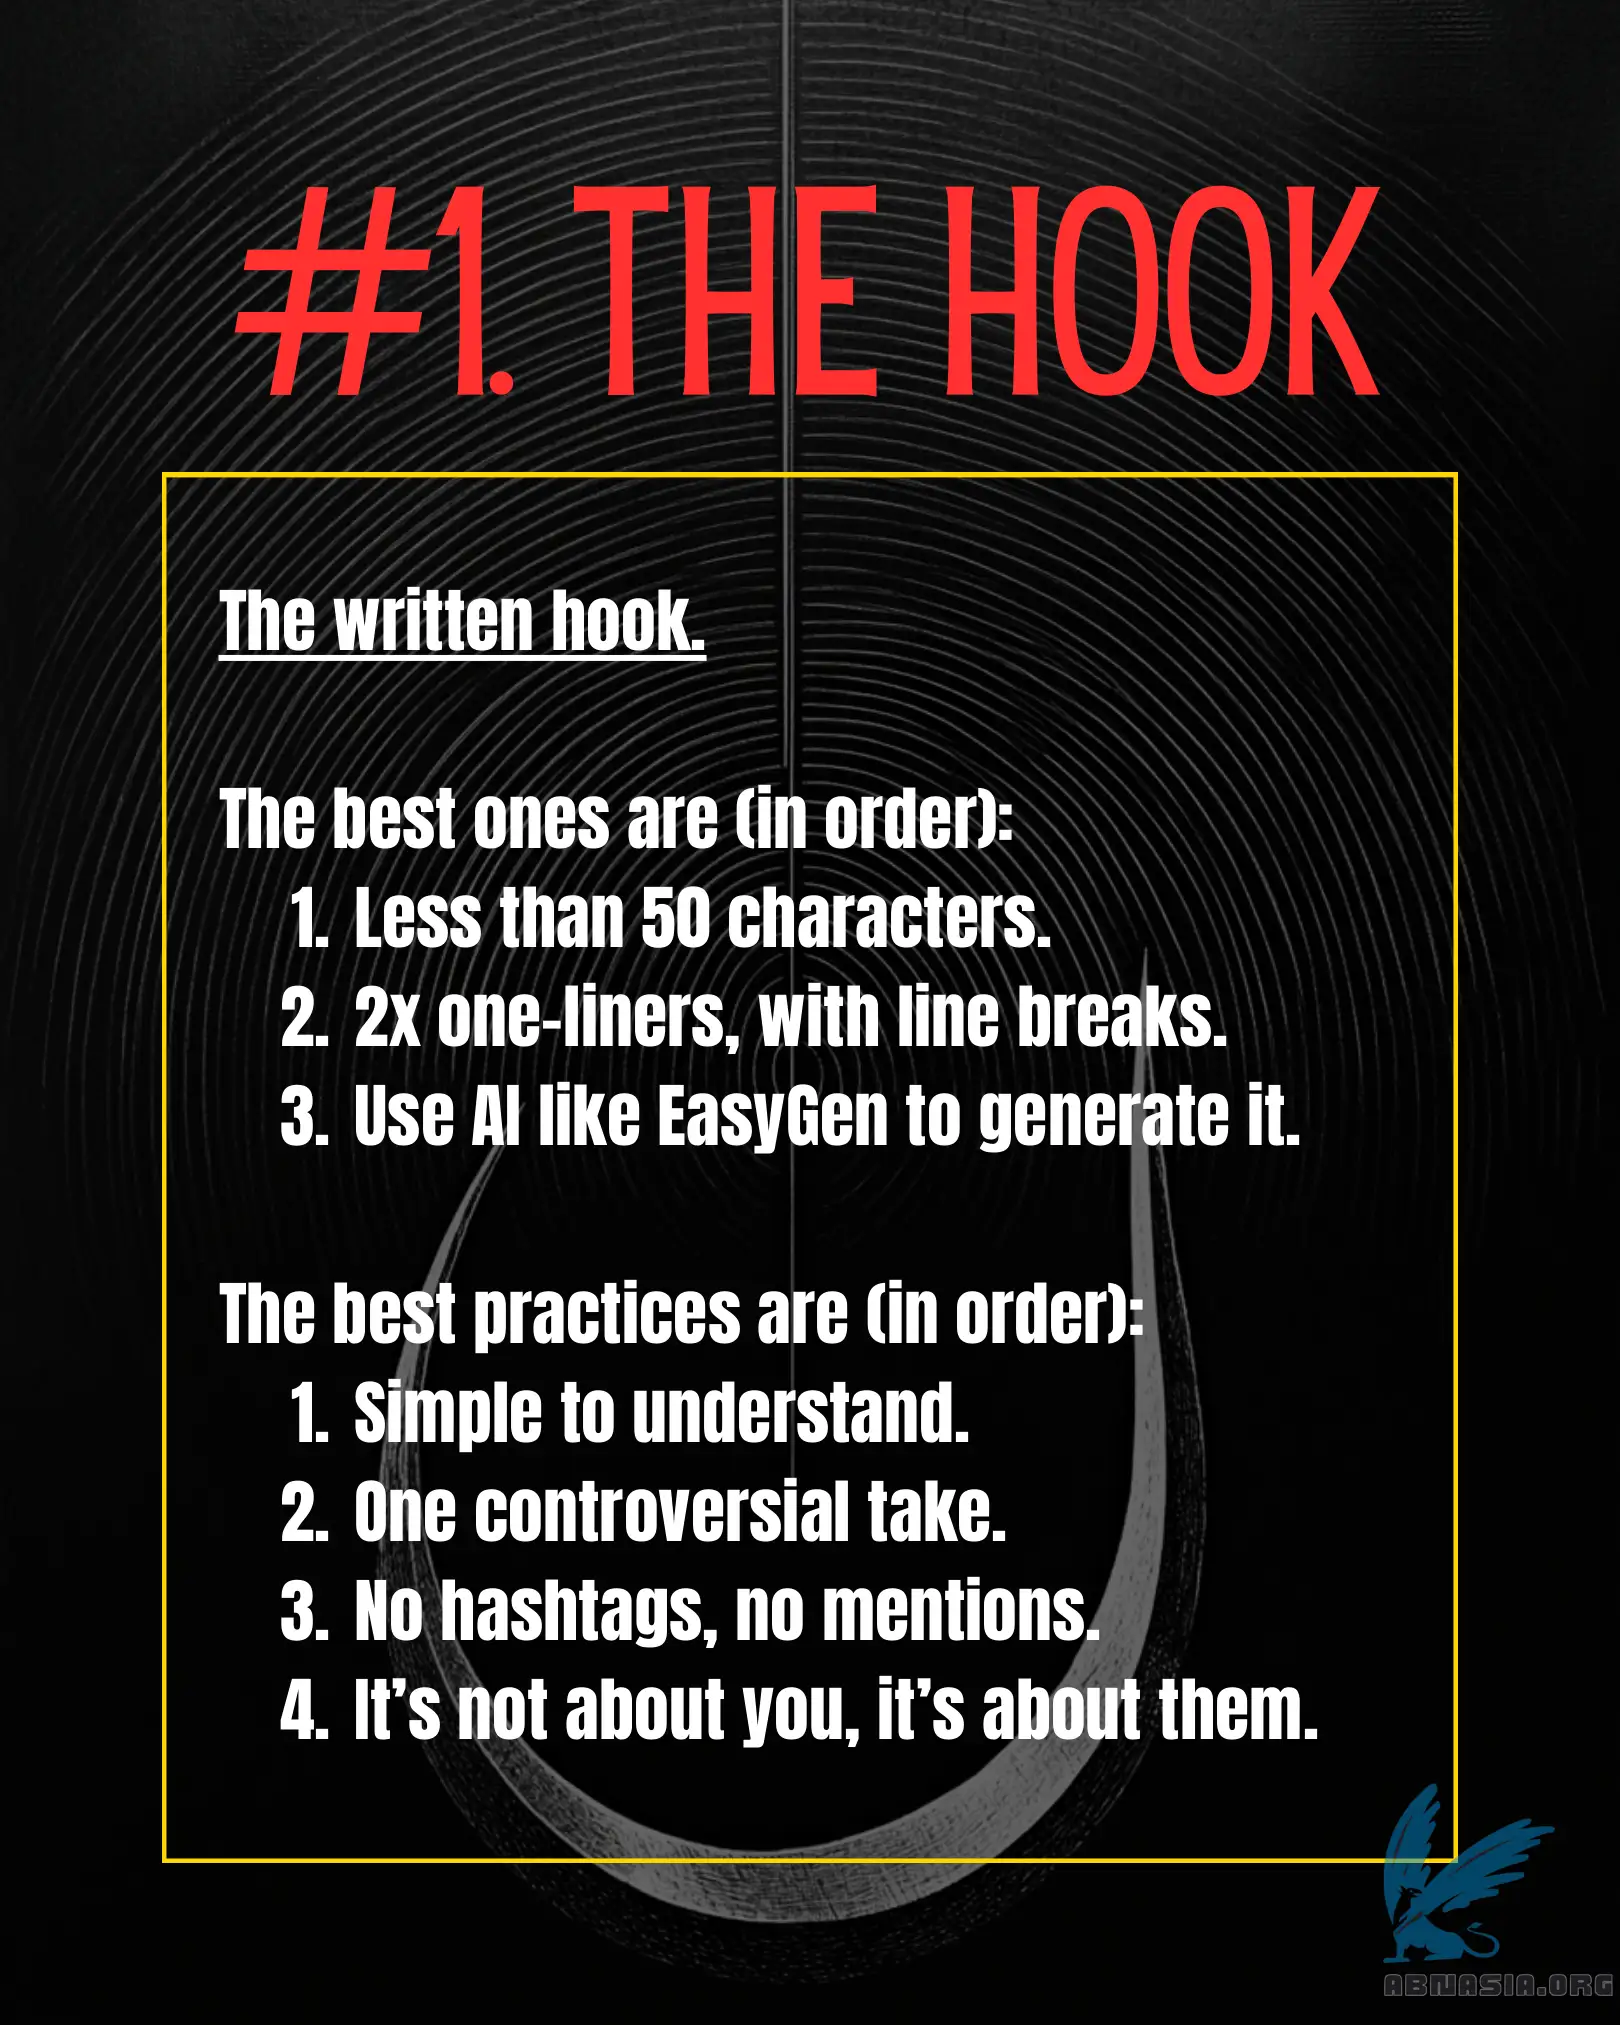 #1. THE HOOK
The written hook.
The best ones are (in order):
1. Less than 50 characters.
2. 2x one-liners, with line breaks.
3. Use AI like EasyGen to generate it.
The best practices are (in order):
1. Simple to understand.
2. One controversial take.
3. No hashtags, no mentions.
4. It’s not about you, it’s about them.
ABNASIA.ORG